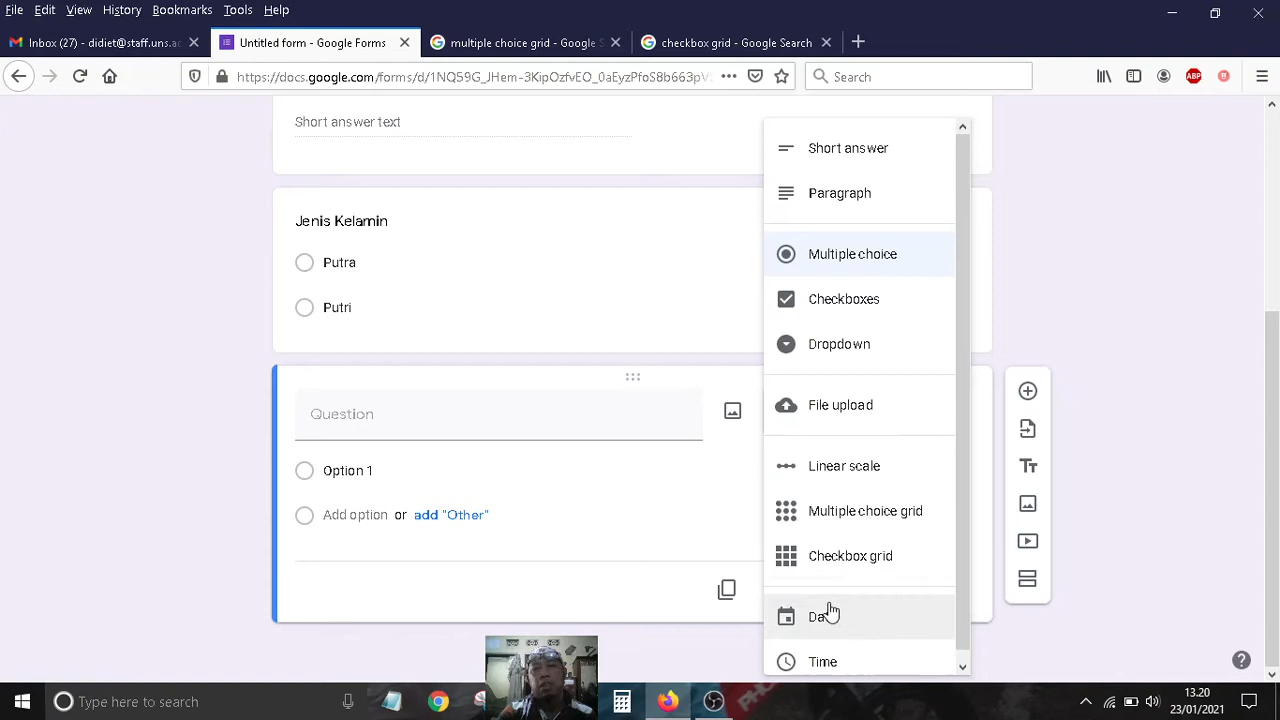 File Edit View History Bookmarks Tools Help
Inbox (27) - didiet@staff.uns.ac
Untitled form - Google Forms
multiple choice grid - Google S
checkbox grid - Google Search
https://docs.google.com/forms/d/1NQ59G_JHem-3KipOzfvEO_0aEyzPfoS8b663pV
Search
ABP
Short answer text
Short answer
Paragraph
Jenis Kelamin
Multiple choice
Putra
Checkboxes
Putri
Dropdown
File upload
Question
Linear scale
Option 1
Multiple choice grid
Add option or add "Other"
Checkbox grid
Time
Type here to search
13.20
23/01/2021